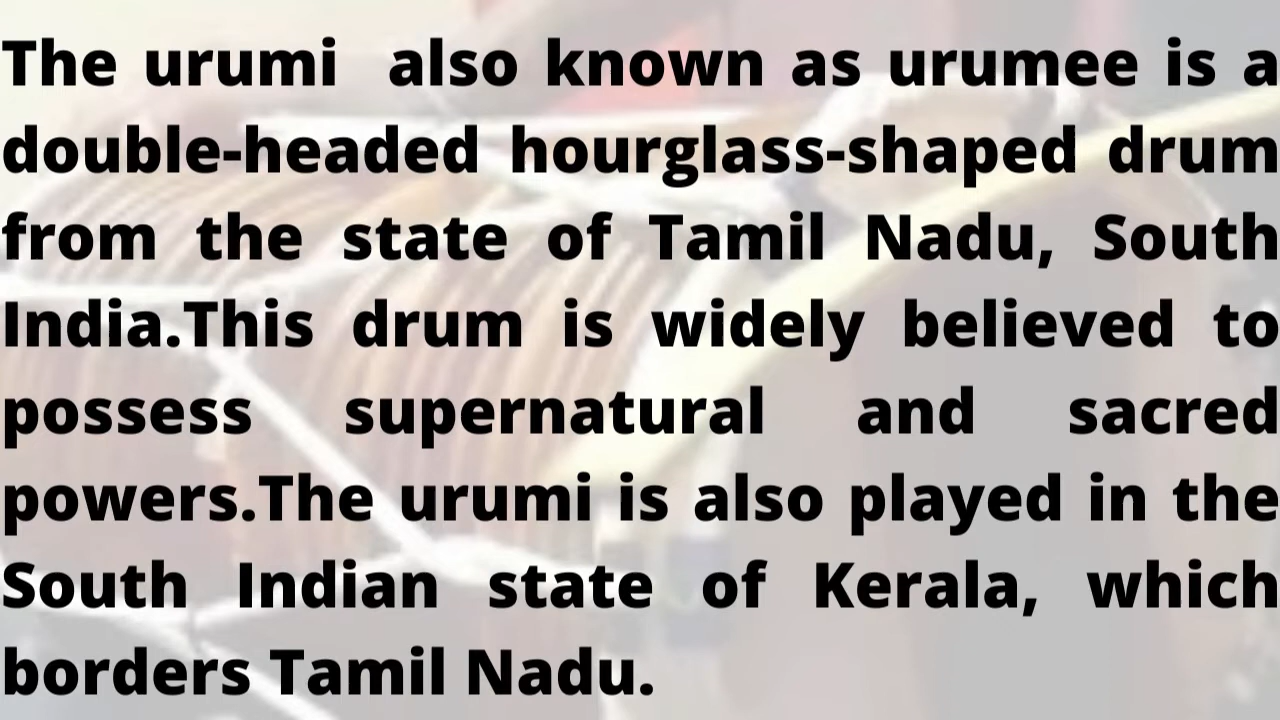 The urumi  also known as urumee is a
double-headed hourglass-shaped drum
from the state of Tamil Nadu, South
India.This drum is widely believed to
possess supernatural and sacred
powers.The urumi is also played in the
South Indian state of Kerala, which
borders Tamil Nadu.